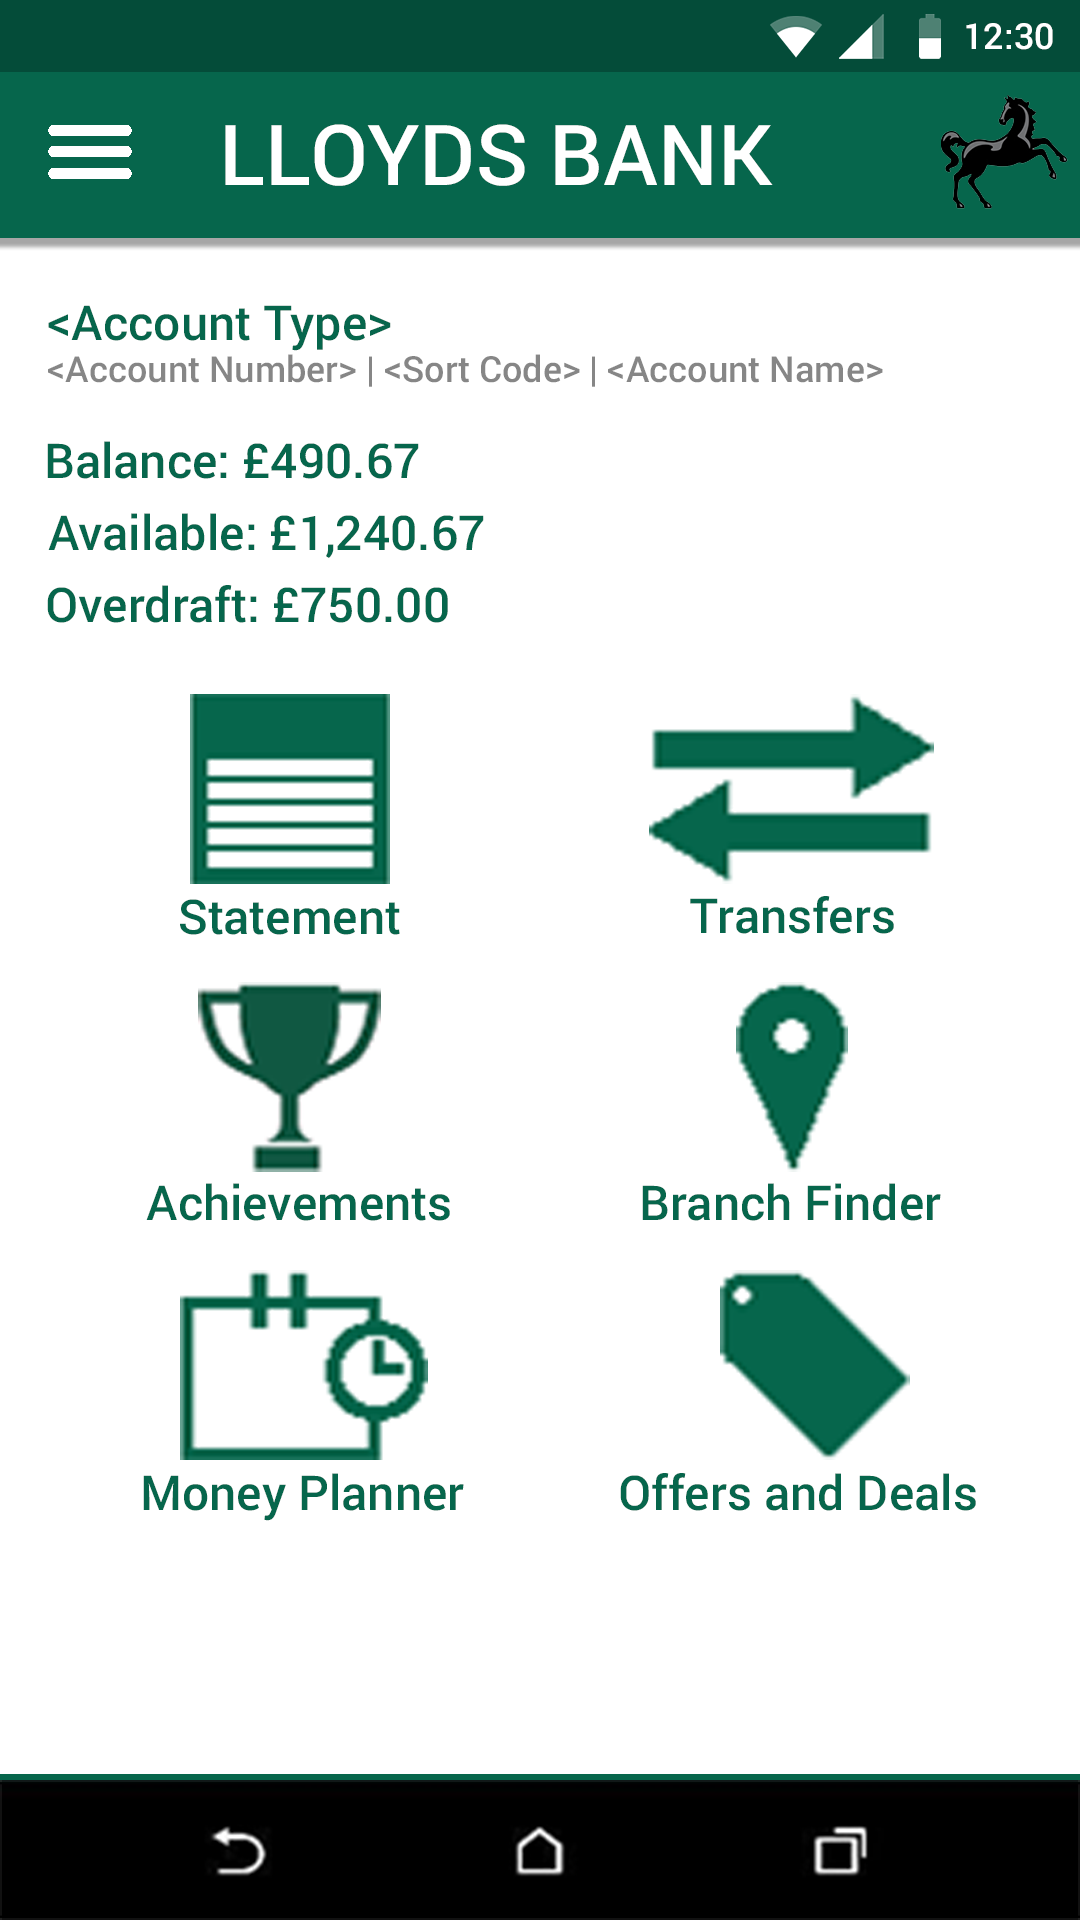 12:30
LLOYDS BANK
<Account Type>
<Account Number> | <Sort Code> | <Account Name>
Balance: £490.67
Available: £1,240.67
Overdraft: £750.00
Statement
Transfers
Achievements
Branch Finder
Money Planner
Offers and Deals